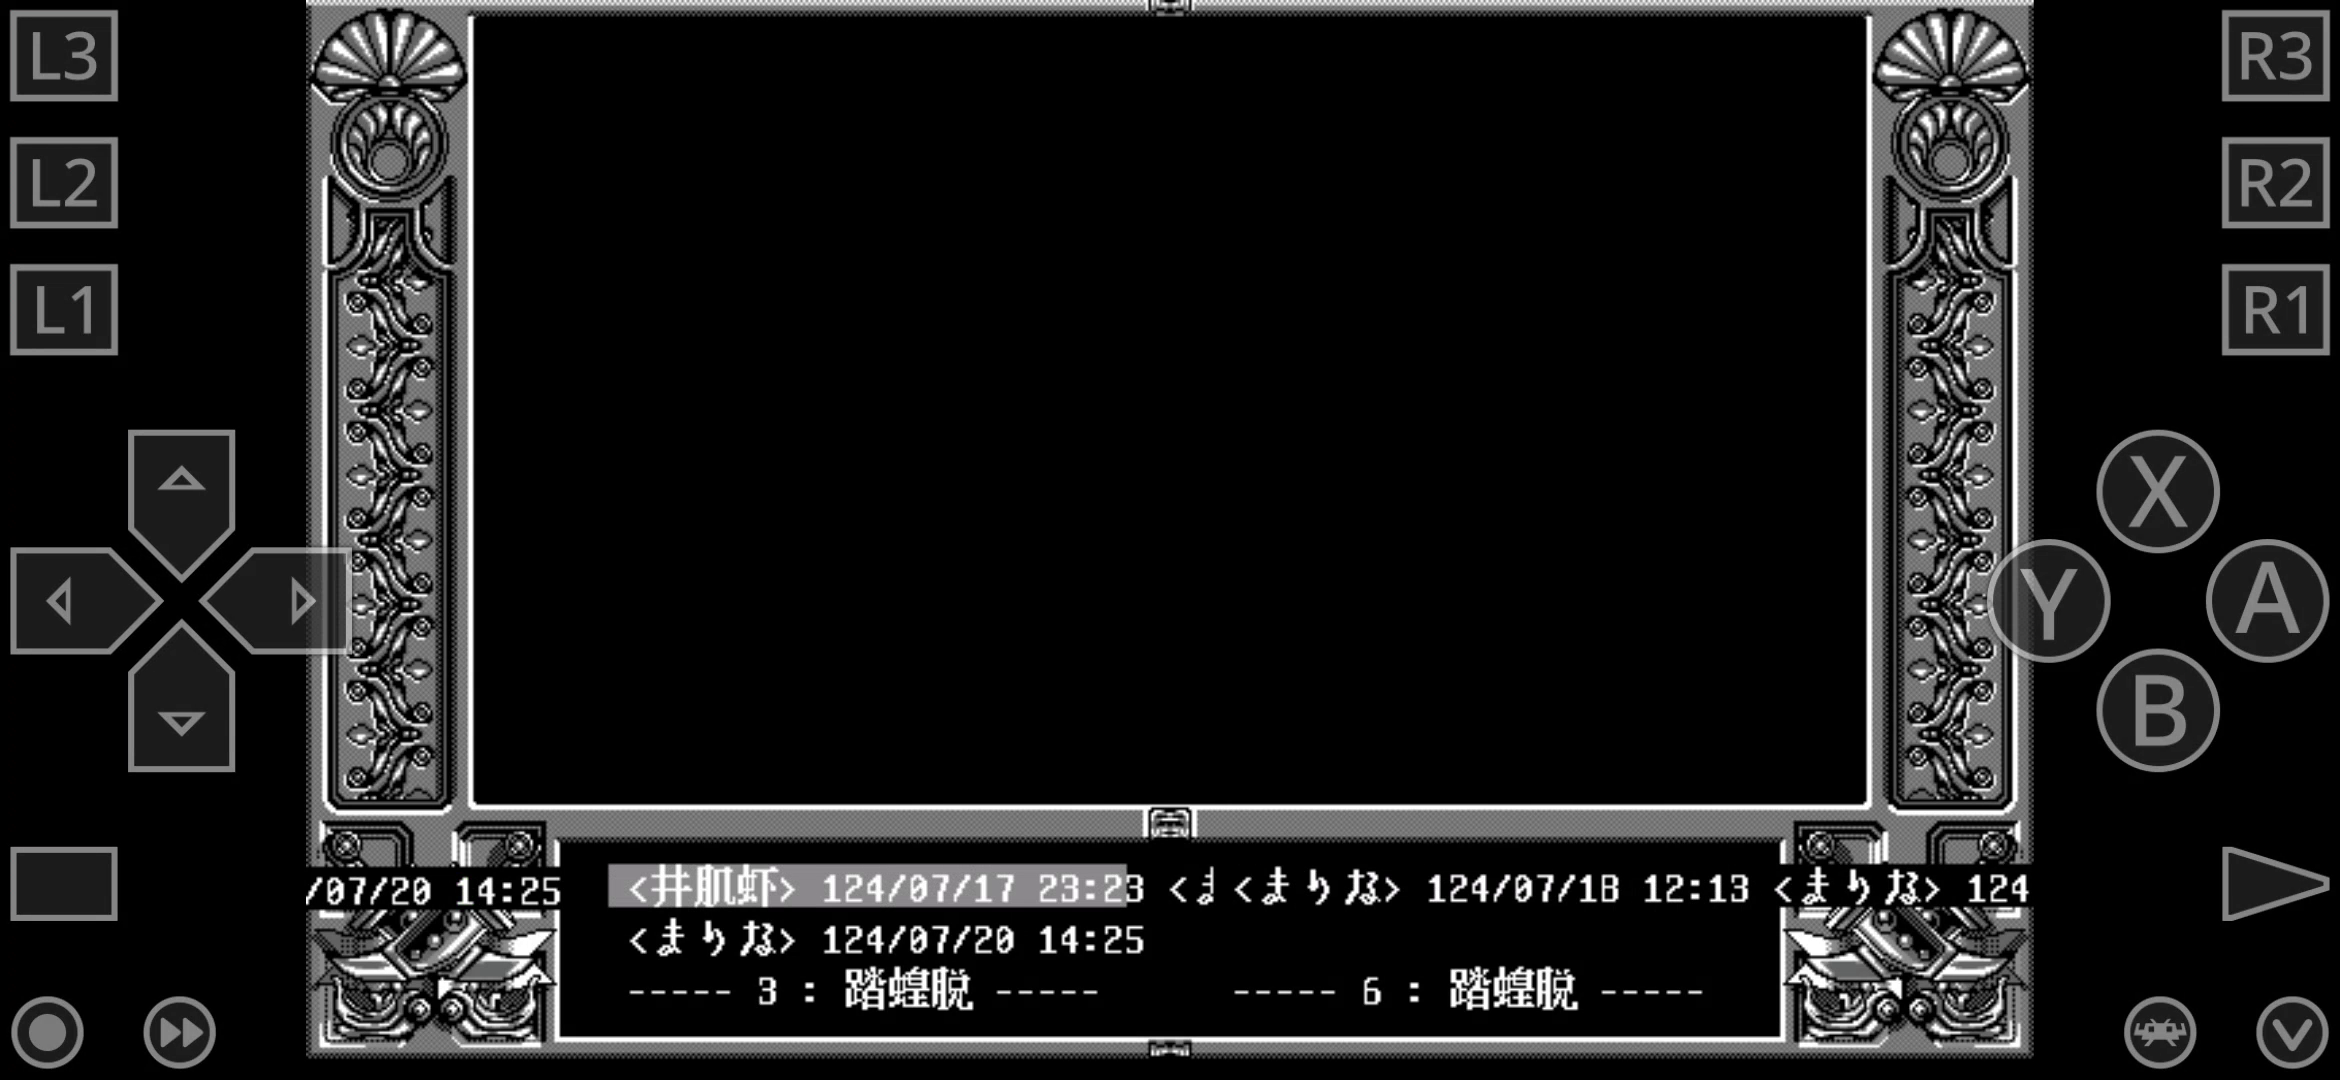 L3
R3
L2
R2
L1
R1
X
Y
A
B
/07/20 14:25 <井肌虾> 124/07/17 23:23 <ま<まりな> 124/07/18 12:13 <まりな> 124
<まりな> 124/07/20 14:25
----- 3 : 踏蝗脱 ----- ----- 6 : 踏蝗脱 -----